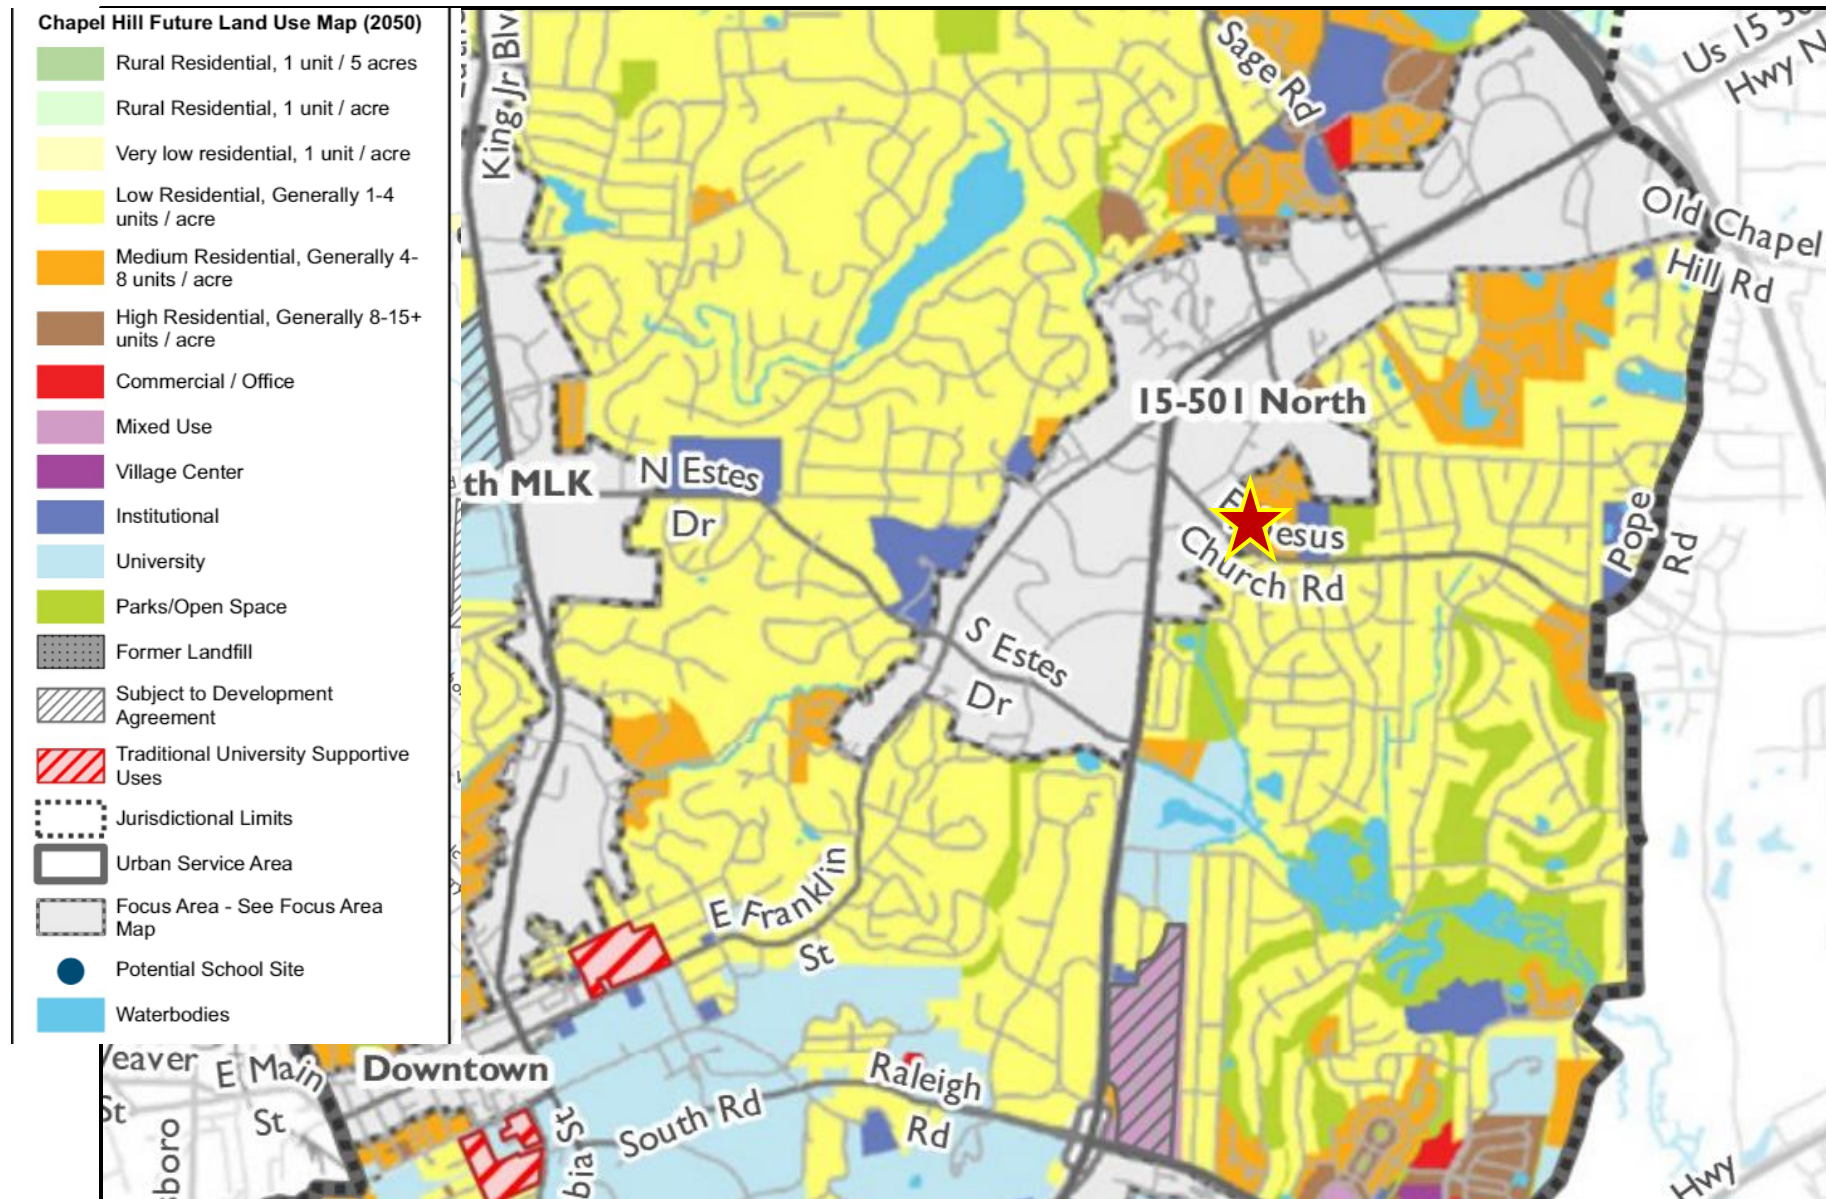 Chapel Hill Future Land Use Map (2050)
Rural Residential, 1 unit / 5 acres
Rural Residential, 1 unit / acre
Very low residential, 1 unit / acre
Low Residential, Generally 1-4
units / acre
Medium Residential, Generally 4-
8 units / acre
High Residential, Generally 8-15+
units / acre
Commercial / Office
Mixed Use
Village Center
Institutional
University
Parks/Open Space
Former Landfill
Subject to Development
Agreement
Traditional University Supportive
Uses
Jurisdictional Limits
Urban Service Area
Focus Area - See Focus Area
Map
Potential School Site
Waterbodies
King Jr Blv
Sage Rd
Us 15 50
Hwy N
Old Chapel
Hill Rd
15-501 North
th MLK
N Estes
Dr
esus
Church Rd
Pope
Rd
S Estes
Dr
E Franklin
St
eaver
St
E Main
St
Downtown
sboro
bia St
South Rd
Raleigh
Rd
Hwy